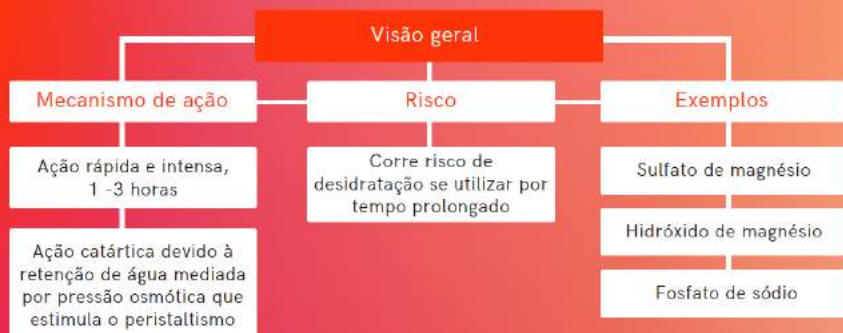 Visão geral
Mecanismo de ação
Risco
Exemplos
Ação rápida e intensa,
1 -3 horas
Ação catártica devido à
retenção de água mediada
por pressão osmótica que
estimula o peristaltismo
Corre risco de
desidratação se utilizar por
tempo prolongado
Sulfato de magnésio
Hidróxido de magnésio
Fosfato de sódio